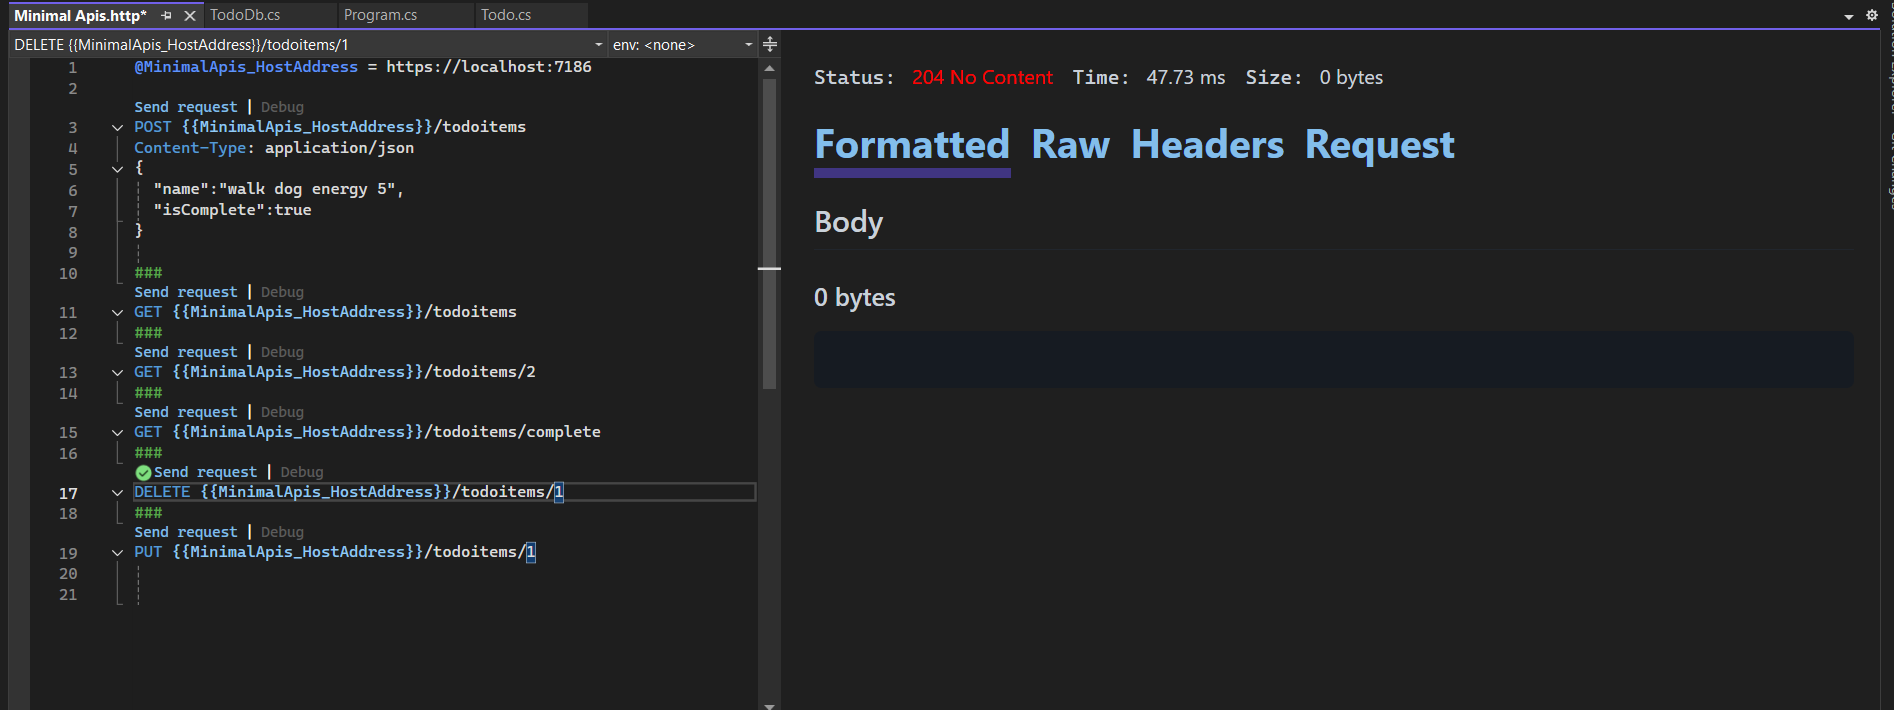 Minimal Apis.http*
TodoDb.cs
Program.cs
Todo.cs
DELETE {{MinimalApis_HostAddress}}/todoitems/1
env: <none>
1 @MinimalApis_HostAddress = https://localhost:7186
2
Send request | Debug
3 POST {{MinimalApis_HostAddress}}/todoitems
4 Content-Type: application/json
5 {
6 "name":"walk dog energy 5",
7 "isComplete":true
8 }
9
10 ###
Send request | Debug
11 GET {{MinimalApis_HostAddress}}/todoitems
12 ###
Send request | Debug
13 GET {{MinimalApis_HostAddress}}/todoitems/2
14 ###
Send request | Debug
15 GET {{MinimalApis_HostAddress}}/todoitems/complete
16 ###
Send request | Debug
17 DELETE {{MinimalApis_HostAddress}}/todoitems/1
18 ###
Send request | Debug
19 PUT {{MinimalApis_HostAddress}}/todoitems/1
20
21
Status: 204 No Content Time: 47.73 ms Size: 0 bytes
Formatted Raw Headers Request
Body
0 bytes